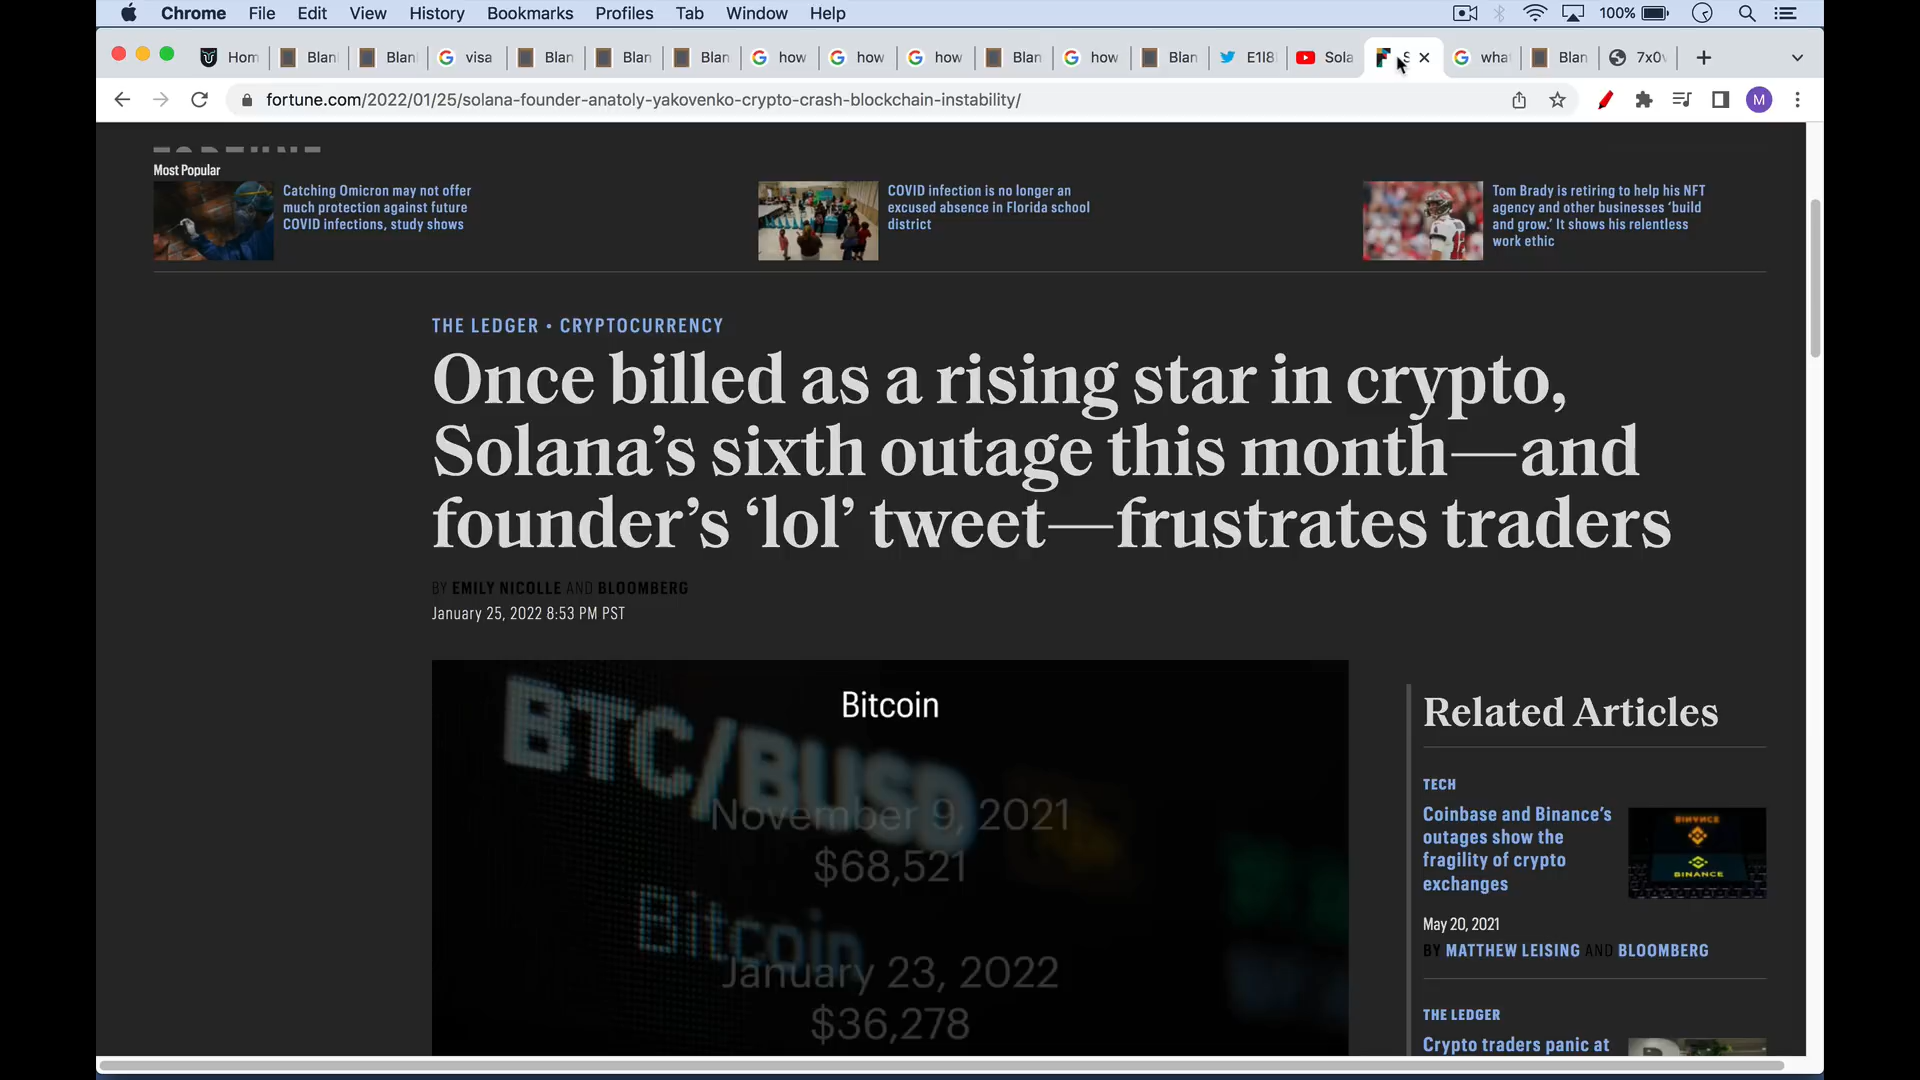 Chrome File Edit View History Bookmarks Profiles Tab Window Help 100%
Hom Blan Blan visa Blan Blan Blan how how how Blan how Blan E1l8 Sola S wha Blan 7x0
fortune.com/2022/01/25/solana-founder-anatoly-yakovenko-crypto-crash-blockchain-instability/ M
FORTUNE
Most Popular
Catching Omicron may not offer
much protection against future
COVID infections, study shows
COVID infection is no longer an
excused absence in Florida school
district
Tom Brady is retiring to help his NFT
agency and other businesses ‘build
and grow.’ It shows his relentless
work ethic
THE LEDGER • CRYPTOCURRENCY
Once billed as a rising star in crypto,
Solana’s sixth outage this month—and
founder’s ‘lol’ tweet—frustrates traders
BY EMILY NICOLLE AND BLOOMBERG
January 25, 2022 8:53 PM PST
Bitcoin
BTC/BUSD
November 9, 2021
$68,521
Bitcoin
January 23, 2022
$36,278
Related Articles
TECH
Coinbase and Binance’s
outages show the
fragility of crypto
exchanges
BINANCE
BINANCE
May 20, 2021
BY MATTHEW LEISING AND BLOOMBERG
THE LEDGER
Crypto traders panic at